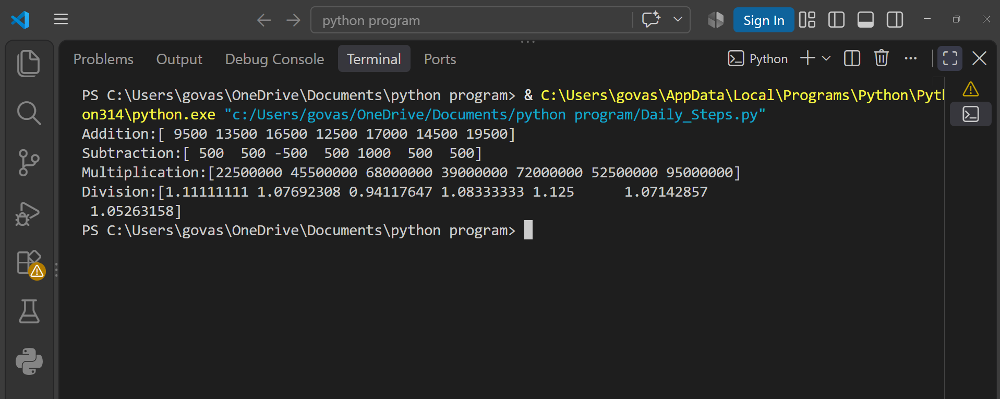 python program
Sign In
Problems Output Debug Console Terminal Ports
Python
PS C:\Users\govas\OneDrive\Documents\python program> & C:\Users\govas\AppData\Local\Programs\Python\Pyth
on314\python.exe "c:/Users/govas/OneDrive/Documents/python program/Daily_Steps.py"
Addition:[ 9500 13500 16500 12500 17000 14500 19500]
Subtraction:[ 500  500 -500  500 1000  500  500]
Multiplication:[22500000 45500000 68000000 39000000 72000000 52500000 95000000]
Division:[1.11111111 1.07692308 0.94117647 1.08333333 1.125      1.07142857
 1.05263158]
PS C:\Users\govas\OneDrive\Documents\python program>